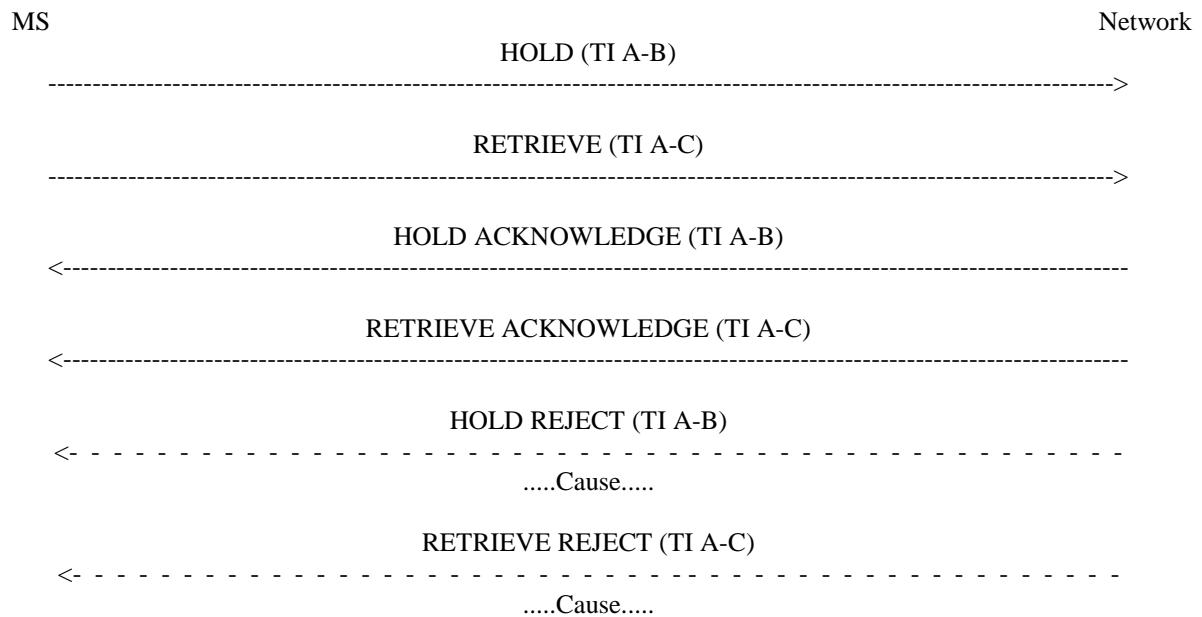 MS Network
HOLD (TI A-B)
------------------------------------------------------------------------------------------------------------------------>
RETRIEVE (TI A-C)
------------------------------------------------------------------------------------------------------------------------>
HOLD ACKNOWLEDGE (TI A-B)
<------------------------------------------------------------------------------------------------------------------------
RETRIEVE ACKNOWLEDGE (TI A-C)
<------------------------------------------------------------------------------------------------------------------------
HOLD REJECT (TI A-B)
<- - - - - - - - - - - - - - - - - - - - - - - - - - - - - - - - - - - - - - - - - - - - - - - -
.....Cause.....
RETRIEVE REJECT (TI A-C)
<- - - - - - - - - - - - - - - - - - - - - - - - - - - -- - - - - - - - - - - - - - - - - - - -
.....Cause.....